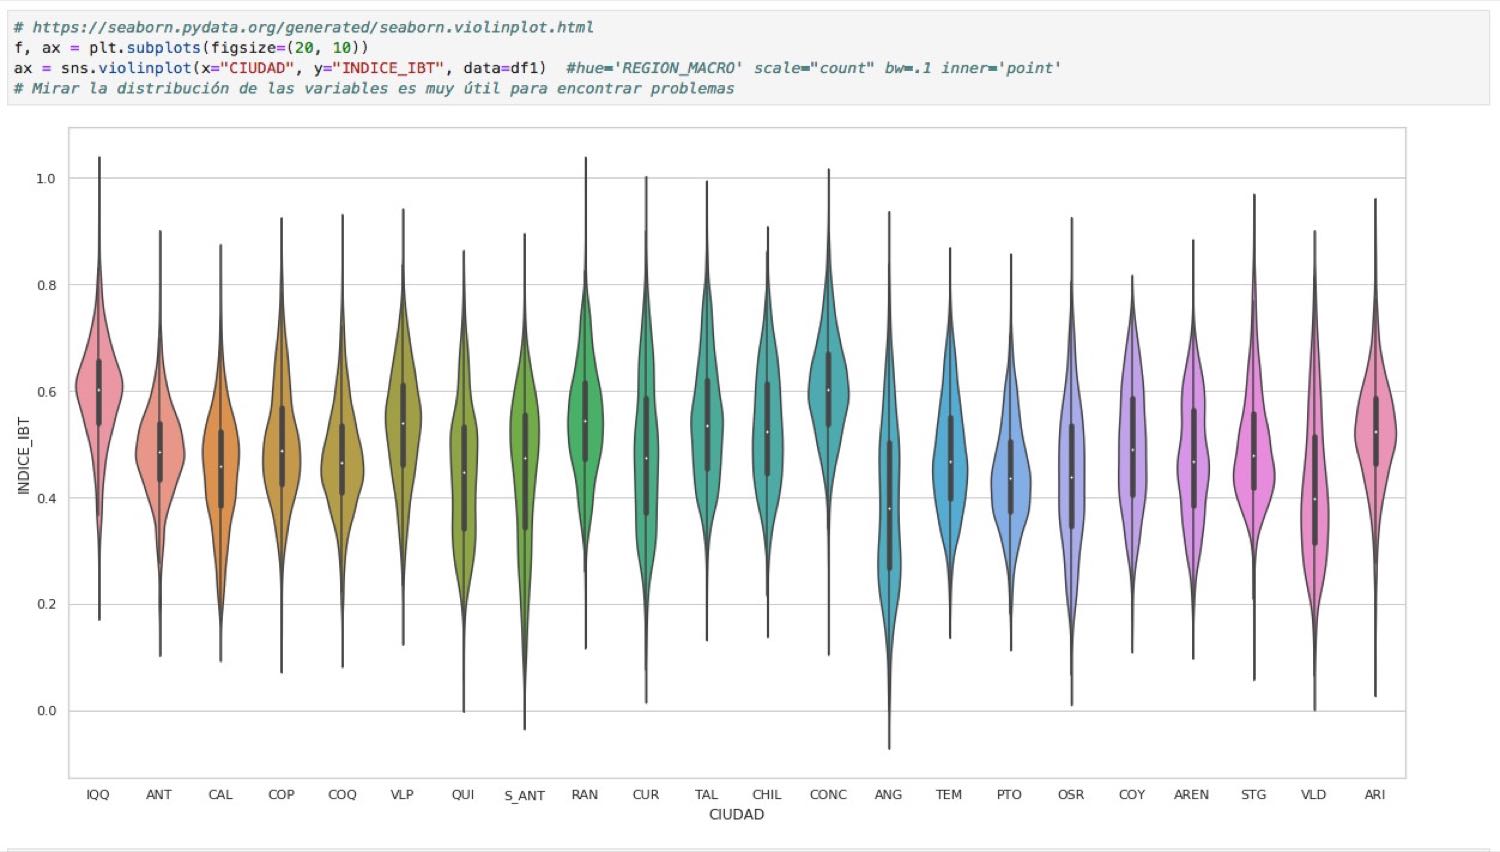 # https://seaborn.pydata.org/generated/seaborn.violinplot.html
f, ax = plt.subplots(figsize=(20, 10))
ax = sns.violinplot(x="CIUDAD", y="INDICE_IBT", data=df1)  #hue='REGION_MACRO' scale="count" bw=.1 inner='point'
# Mirar la distribución de las variables es muy útil para encontrar problemas
1.0
0.8
0.6
0.4
0.2
0.0
INDICE_IBT
IQQ ANT CAL COP COQ VLP QUI S_ANT RAN CUR TAL CHIL CONC ANG TEM PTO OSR COY AREN STG VLD ARI
CIUDAD